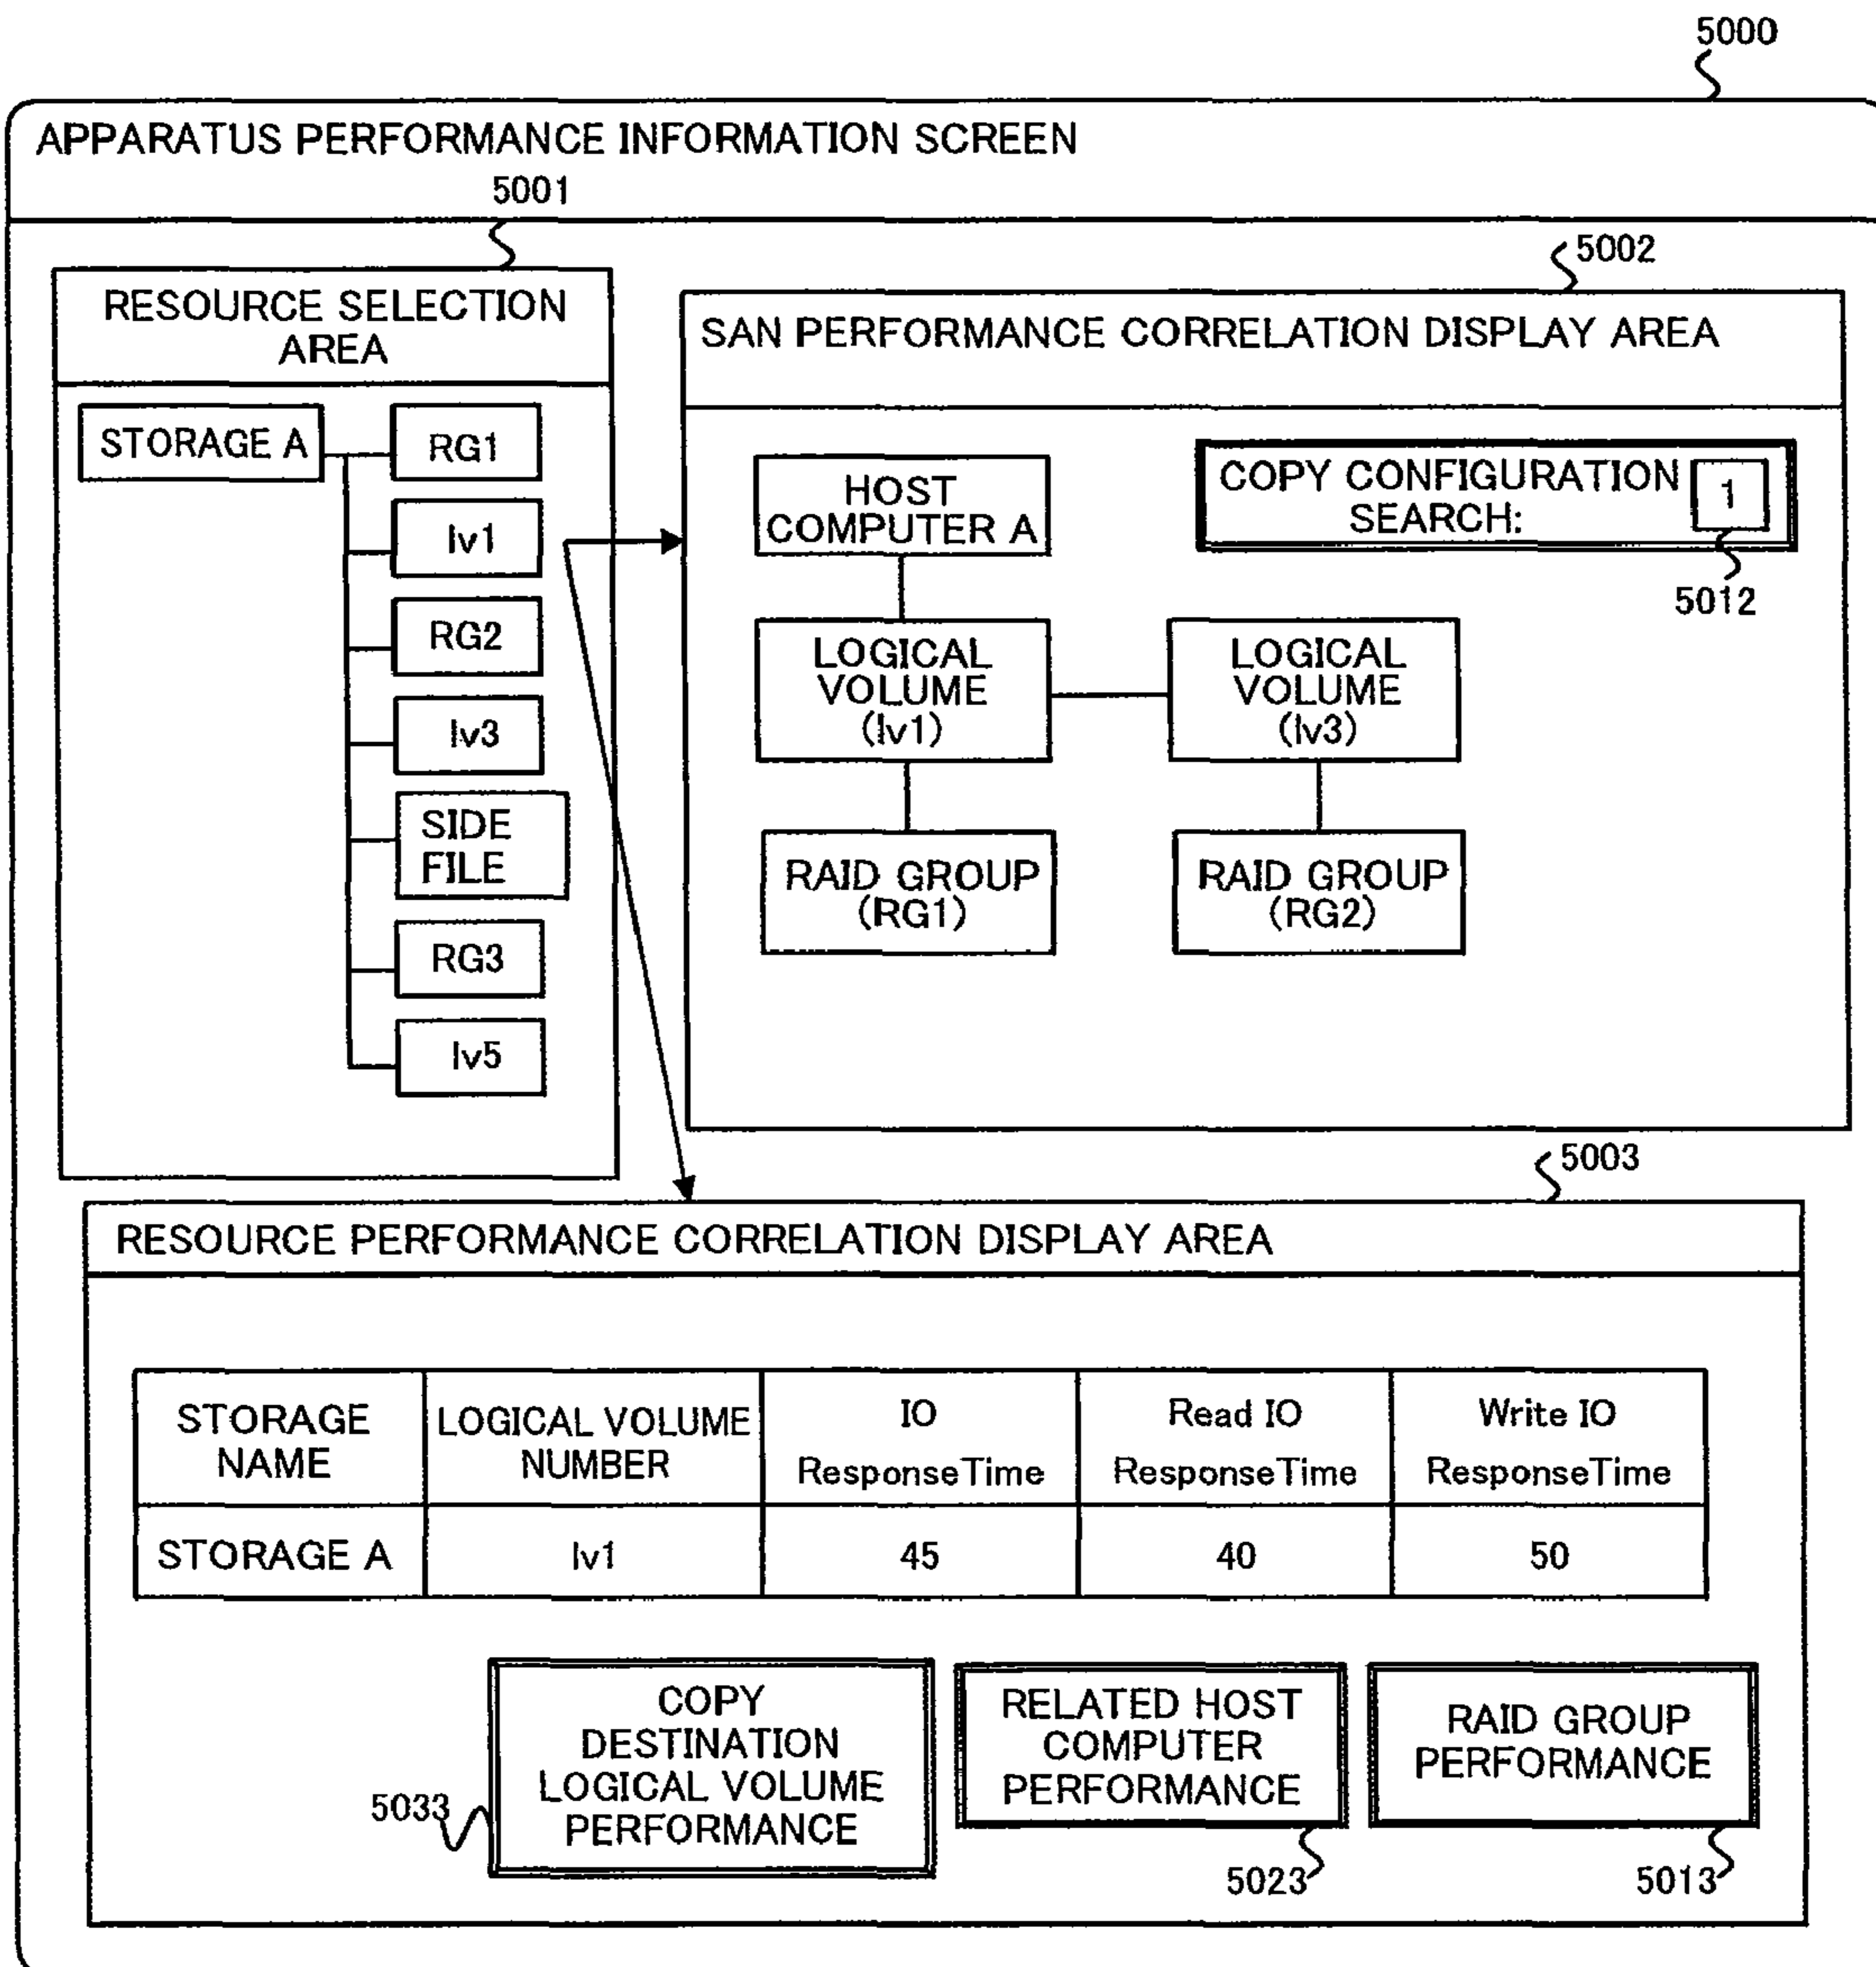 5000
APPARATUS PERFORMANCE INFORMATION SCREEN
5001
RESOURCE SELECTION
AREA
STORAGE A
RG1
lv1
RG2
lv3
SIDE
FILE
RG3
lv5
5002
SAN PERFORMANCE CORRELATION DISPLAY AREA
HOST
COMPUTER A
COPY CONFIGURATION
SEARCH:
1
5012
LOGICAL
VOLUME
(lv1)
LOGICAL
VOLUME
(lv3)
RAID GROUP
(RG1)
RAID GROUP
(RG2)
5003
RESOURCE PERFORMANCE CORRELATION DISPLAY AREA
STORAGE
NAME
LOGICAL VOLUME
NUMBER
IO
ResponseTime
Read IO
ResponseTime
Write IO
ResponseTime
STORAGE A
lv1
45
40
50
COPY
DESTINATION
LOGICAL VOLUME
PERFORMANCE
5033
RELATED HOST
COMPUTER
PERFORMANCE
5023
RAID GROUP
PERFORMANCE
5013